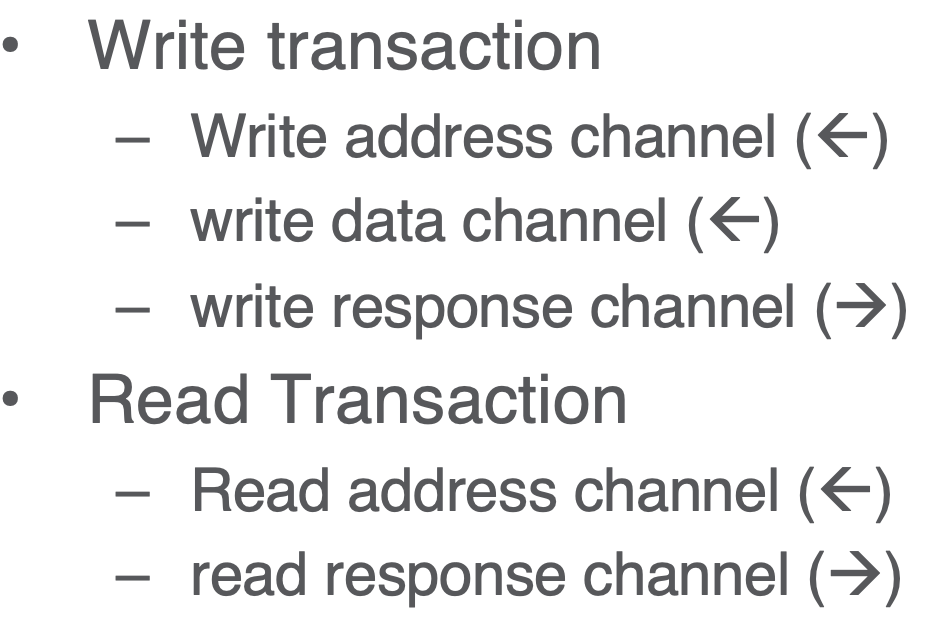 • Write transaction
– Write address channel (←)
– write data channel (←)
– write response channel (→)
• Read Transaction
– Read address channel (←)
– read response channel (→)